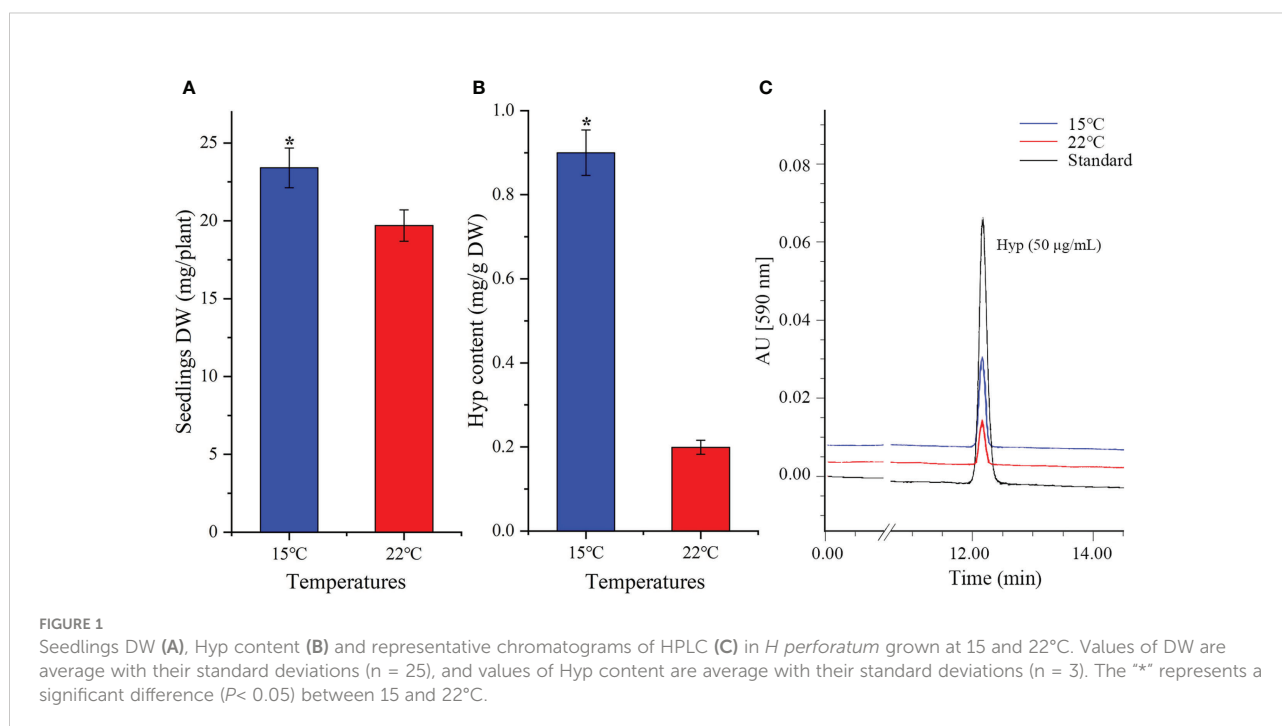 A
Seedlings DW (mg/plant)
25
20
15
10
5
0
*
15°C
22°C
Temperatures
B
Hyp content (mg/g DW)
1.0
0.8
0.6
0.4
0.2
0.0
*
15°C
22°C
Temperatures
C
AU [590 nm]
0.08
0.06
0.04
0.02
0.00
15°C
22°C
Standard
Hyp (50 µg/mL)
0.00
12.00
14.00
Time (min)
FIGURE 1
Seedlings DW (A), Hyp content (B) and representative chromatograms of HPLC (C) in H perforatum grown at 15 and 22°C. Values of DW are
average with their standard deviations (n = 25), and values of Hyp content are average with their standard deviations (n = 3). The "*" represents a
significant difference (P< 0.05) between 15 and 22°C.